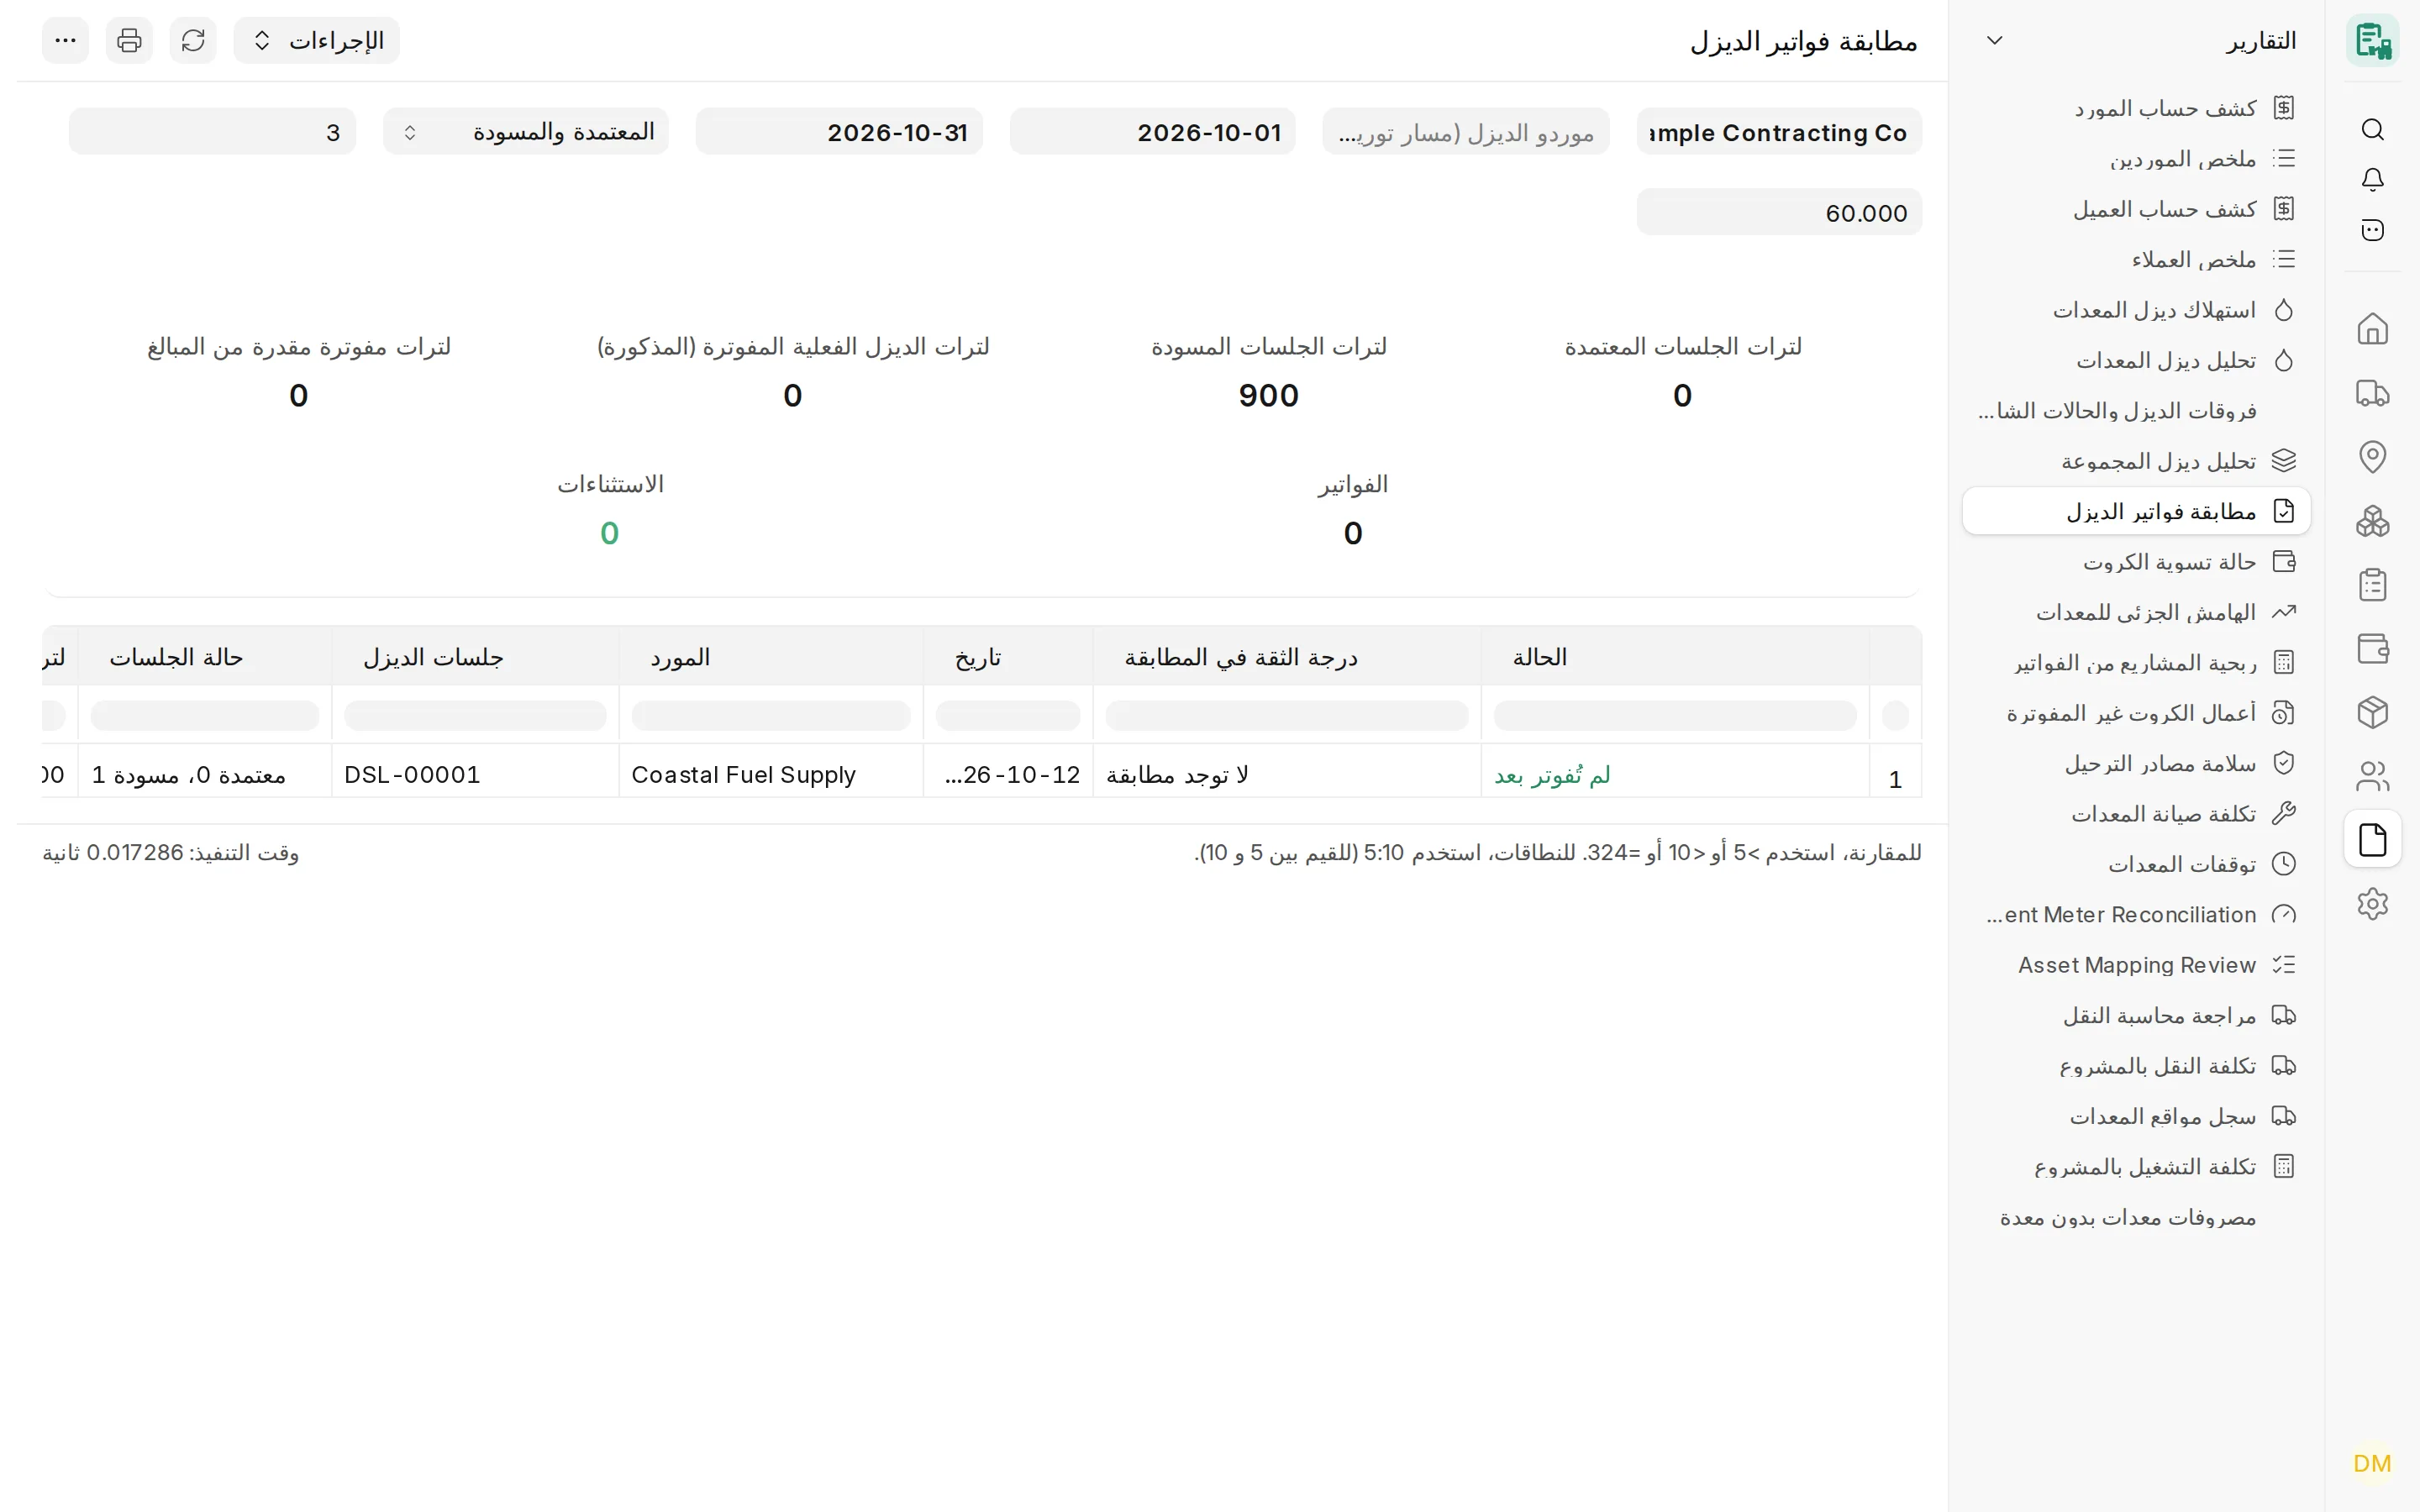 التقارير
كشف حساب المورد
ملخص الموردين
كشف حساب العميل
ملخص العملاء
استهلاك ديزل المعدات
تحليل ديزل المعدات
فروقات الديزل والحالات الشا...
تحليل ديزل المجموعة
مطابقة فواتير الديزل
حالة تسوية الكروت
الهامش الجزئي للمعدات
ربحية المشاريع من الفواتير
أعمال الكروت غير المفوترة
سلامة مصادر الترحيل
تكلفة صيانة المعدات
توقفات المعدات
...ent Meter Reconciliation
Asset Mapping Review
مراجعة محاسبة النقل
تكلفة النقل بالمشروع
سجل مواقع المعدات
تكلفة التشغيل بالمشروع
مصروفات معدات بدون معدة
DM
مطابقة فواتير الديزل
الإجراءات
ample Contracting Co
موردو الديزل (مسار توريـ...
2026-10-01
2026-10-31
المعتمدة والمسودة
3
60.000
لترات الجلسات المعتمدة
0
لترات الجلسات المسودة
900
لترات الديزل الفعلية المفوترة (المذكورة)
0
لترات مفوترة مقدرة من المبالغ
0
الفواتير
0
الاستثناءات
0
الحالة درجة الثقة في المطابقة تاريخ المورد جلسات الديزل حالة الجلسات لتر
1 لم تُفوتر بعد لا توجد مطابقة ...26-10-12 Coastal Fuel Supply DSL-00001 معتمدة 0، مسودة 1 00
للمقارنة، استخدم >5 أو <10 أو =324. للنطاقات، استخدم 5:10 (للقيم بين 5 و 10).
وقت التنفيذ: 0.017286 ثانية